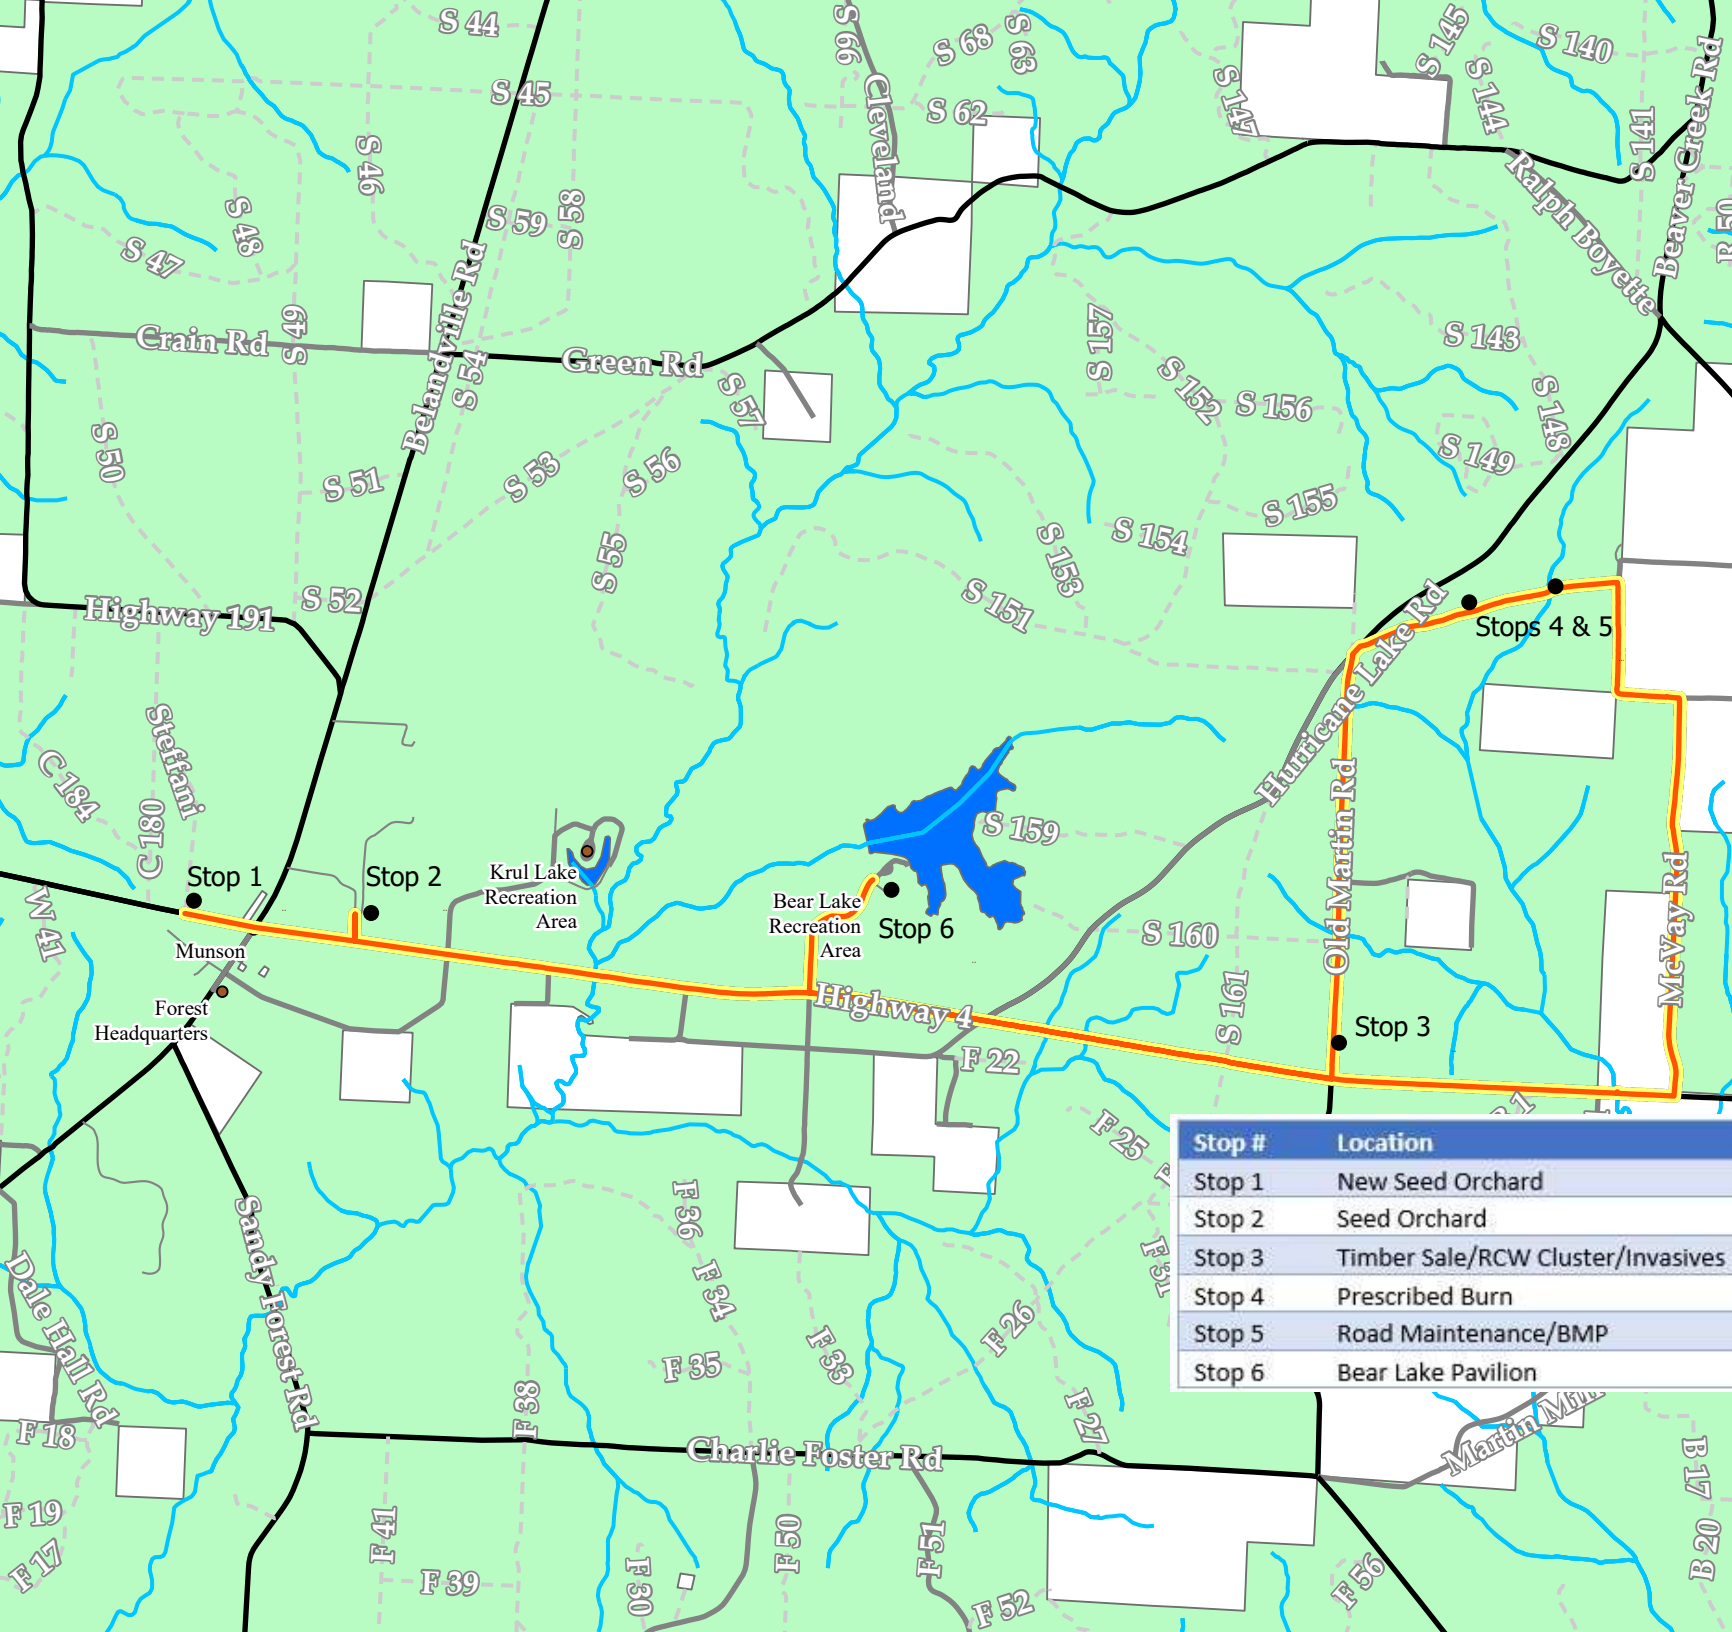 S 44
S 66
S 68
S 63
S 145
S 140
S 45
Cleveland
S 62
S 147
S 144
S 141
Beaver Creek Rd
S 46
S 48
S 59
S 58
S 47
Ralph Boyette
R 50
Belandville Rd
Crain Rd
S 49
S 54
Green Rd
S 57
S 157
S 152
S 156
S 143
S 148
S 149
S 50
S 51
S 53
S 56
S 155
S 154
S 153
S 55
S 151
Highway 191
S 52
Hurricane Lake Rd
Stops 4 & 5
Steffani
C 184
C 180
S 159
Old Martin Rd
McVay Rd
Stop 1
Stop 2
Krul Lake
Recreation
Area
Bear Lake
Recreation
Area
Stop 6
W 41
Munson
S 160
S 161
Forest
Headquarters
Highway 4
Stop 3
F 22
F 25
Stop # Location
Stop 1 New Seed Orchard
Stop 2 Seed Orchard
Stop 3 Timber Sale/RCW Cluster/Invasives
Stop 4 Prescribed Burn
Stop 5 Road Maintenance/BMP
Stop 6 Bear Lake Pavilion
F 36
F 34
F 33
F 26
F 35
F 38
F 27
Sandy Forest Rd
Dale Hall Rd
F 18
Charlie Foster Rd
Martin Mill
B 17
F 19
F 17
F 41
F 39
F 30
F 50
F 51
F 52
F 56
B 20